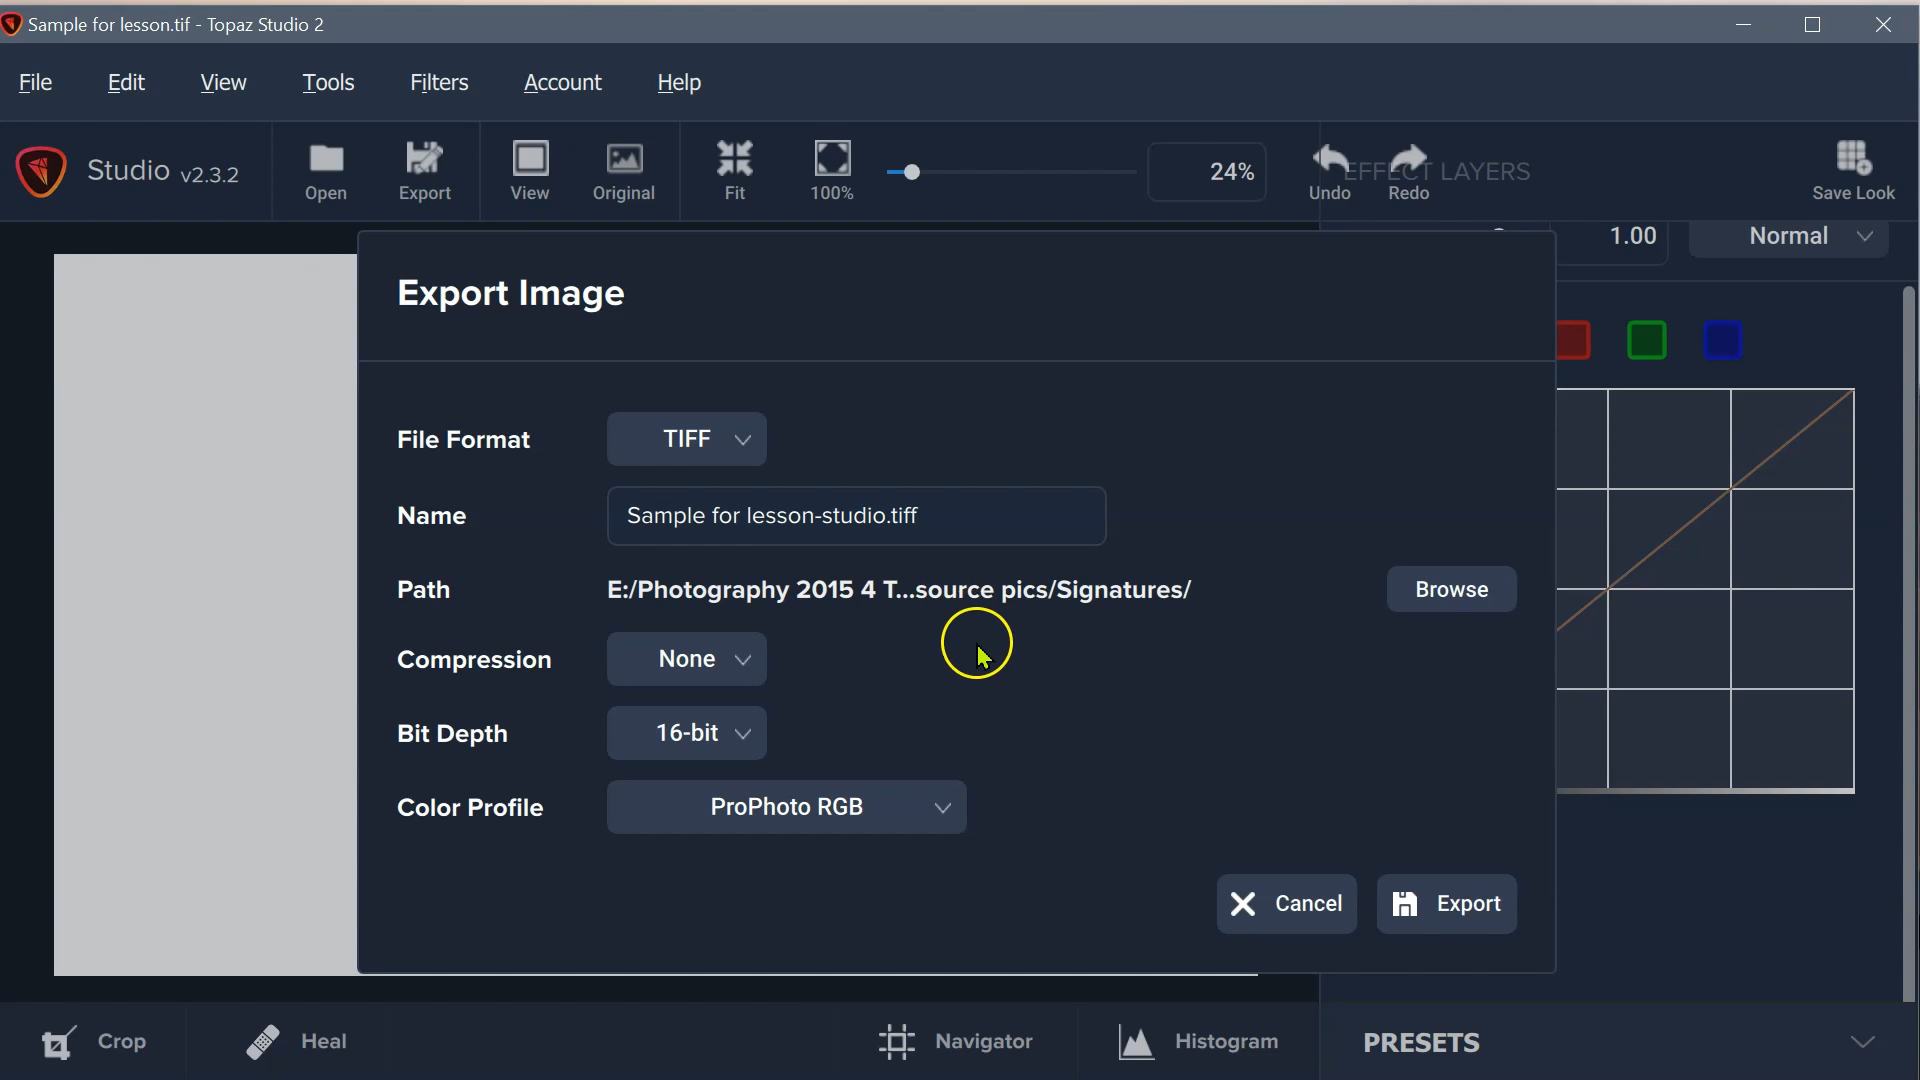 Sample for lesson.tif - Topaz Studio 2
File Edit View Tools Filters Account Help
Studio v2.3.2
Open
Export
View
Original
Fit
100%
24%
Undo
Redo
EFFECT LAYERS
Save Look
1.00
Normal
Export Image
File Format TIFF
Name Sample for lesson-studio.tiff
Path E:/Photography 2015 4 T...source pics/Signatures/ Browse
Compression None
Bit Depth 16-bit
Color Profile ProPhoto RGB
Cancel Export
Crop Heal Navigator Histogram PRESETS